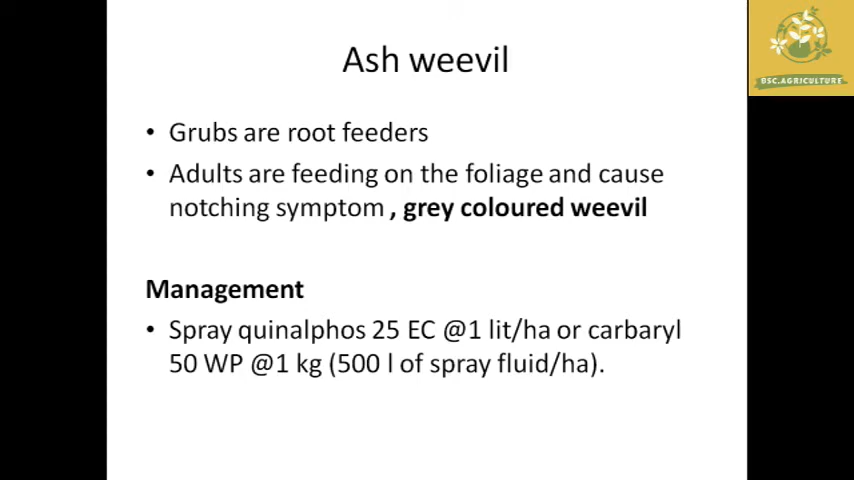 Ash weevil
BSC.AGRICULTURE
• Grubs are root feeders
• Adults are feeding on the foliage and cause
notching symptom , grey coloured weevil
Management
• Spray quinalphos 25 EC @1 lit/ha or carbaryl
50 WP @1 kg (500 l of spray fluid/ha).